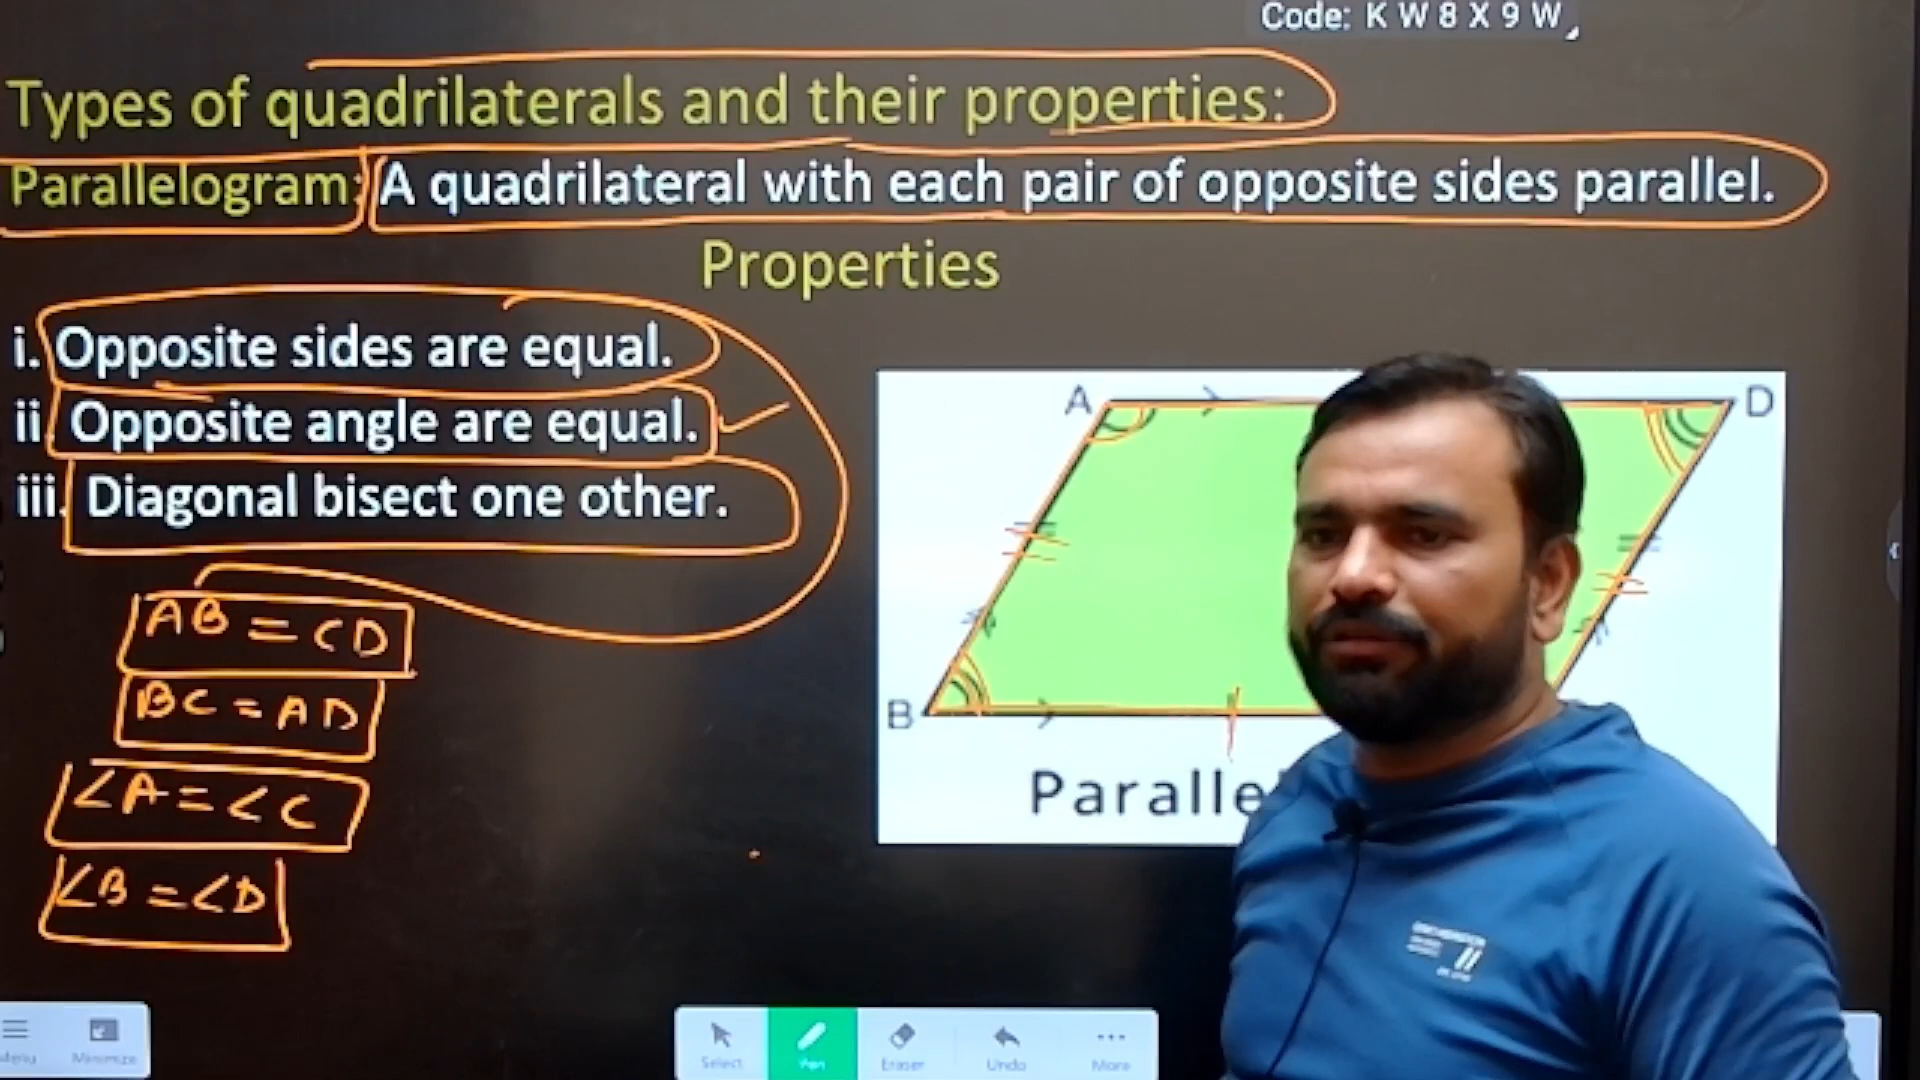 Code: K W 8 X 9 W
Types of quadrilaterals and their properties:
Parallelogram: A quadrilateral with each pair of opposite sides parallel.
Properties
i. Opposite sides are equal.
ii. Opposite angle are equal.
iii. Diagonal bisect one other.
AB = CD
BC = AD
∠A = ∠C
∠B = ∠D
A
D
B
Paralle
Menu
Minimize
Select
Pen
Eraser
Undo
More